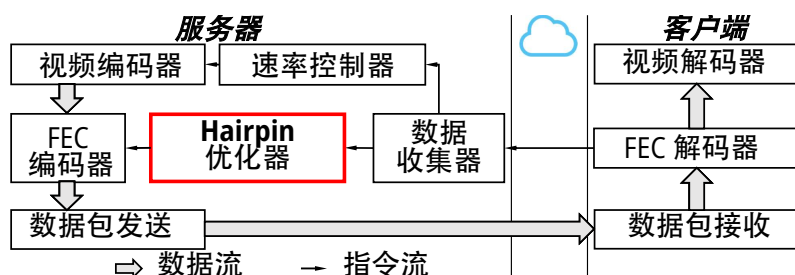 服务器
客户端
视频编码器
速率控制器
视频解码器
FEC
编码器
Hairpin
优化器
数据
收集器
FEC 解码器
数据包发送
数据包接收
数据流
指令流